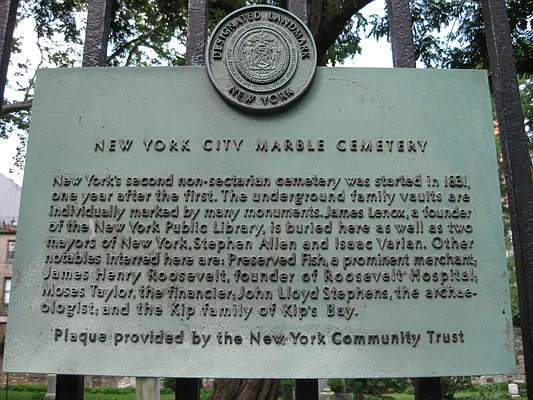 DESIGNATED LANDMARK
NEW YORK
NEW YORK CITY MARBLE CEMETERY
New York's second non-sectarian cemetery was started in 1831,
one year after the first. The underground family vaults are
individually marked by many monuments. James Lenox, a founder
of the New York Public Library, is buried here as well as two
mayors of New York, Stephen Allen and Isaac Varian. Other
notables interred here are: Preserved Fish, a prominent merchant;
James Henry Roosevelt, founder of Roosevelt Hospital;
Moses Taylor, the financier; John Lloyd Stephens, the archae-
ologist; and the Kip family of Kip's Bay.
Plaque provided by the New York Community Trust